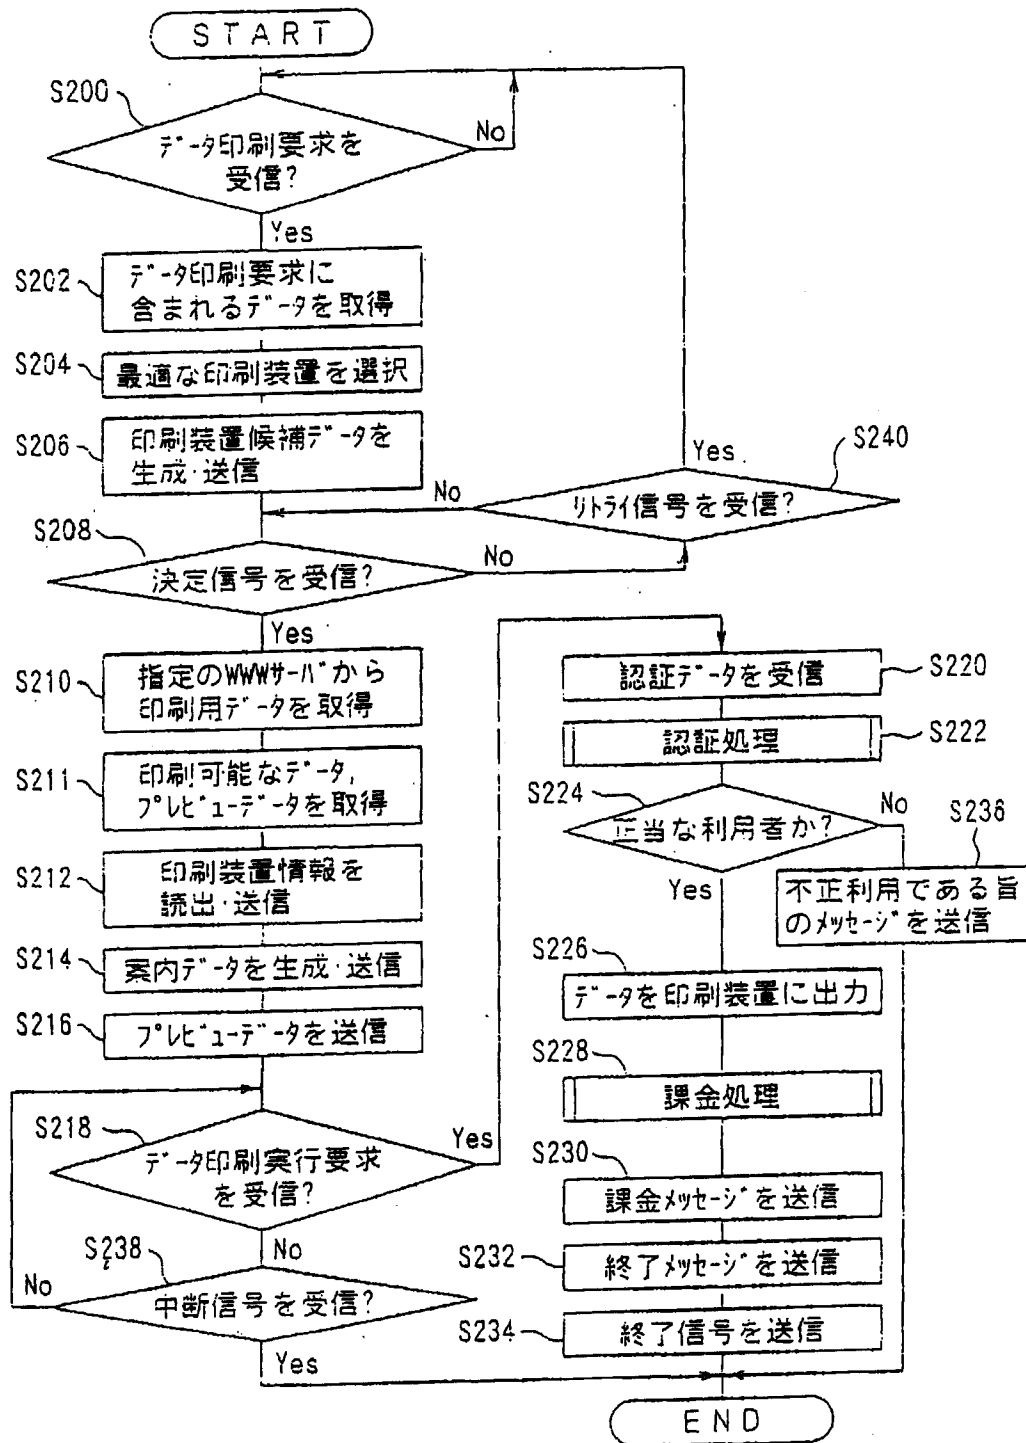 START
S200
データ印刷要求を
受信?
No
Yes
S202
データ印刷要求に
含まれるデータを取得
S204
最適な印刷装置を選択
S206
印刷装置候補データを
生成·送信
S240
Yes
リトライ信号を受信?
No
S208
決定信号を受信?
No
Yes
S210
指定のWWWサーバから
印刷用データを取得
S211
印刷可能なデータ,
プレビューデータを取得
S212
印刷装置情報を
読出·送信
S214
案内データを生成·送信
S216
プレビューデータを送信
S218
データ印刷実行要求
を受信?
Yes
No
S238
中断信号を受信?
No
Yes
S220
認証データを受信
S222
認証処理
S224
正当な利用者か?
No
Yes
S236
不正利用である旨
のメッセージを送信
S226
データを印刷装置に出力
S228
課金処理
S230
課金メッセージを送信
S232
終了メッセージを送信
S234
終了信号を送信
END